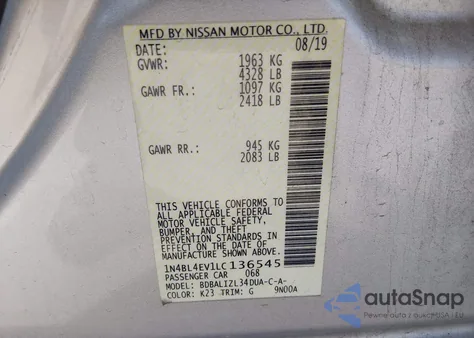 MFD BY NISSAN MOTOR CO., LTD.
DATE: 08/19
GVWR: 1963 KG
4328 LB
GAWR FR.: 1097 KG
2418 LB
GAWR RR.: 945 KG
2083 LB
THIS VEHICLE CONFORMS TO
ALL APPLICABLE FEDERAL
MOTOR VEHICLE SAFETY,
BUMPER, AND THEFT
PREVENTION STANDARDS IN
EFFECT ON THE DATE OF
MANUFACTURE SHOWN ABOVE.
1N4BL4EV1LC136545
PASSENGER CAR 068
MODEL: BDBALIZL34DUA-C-A-
COLOR: K23 TRIM: G 9N00A
autoSnap